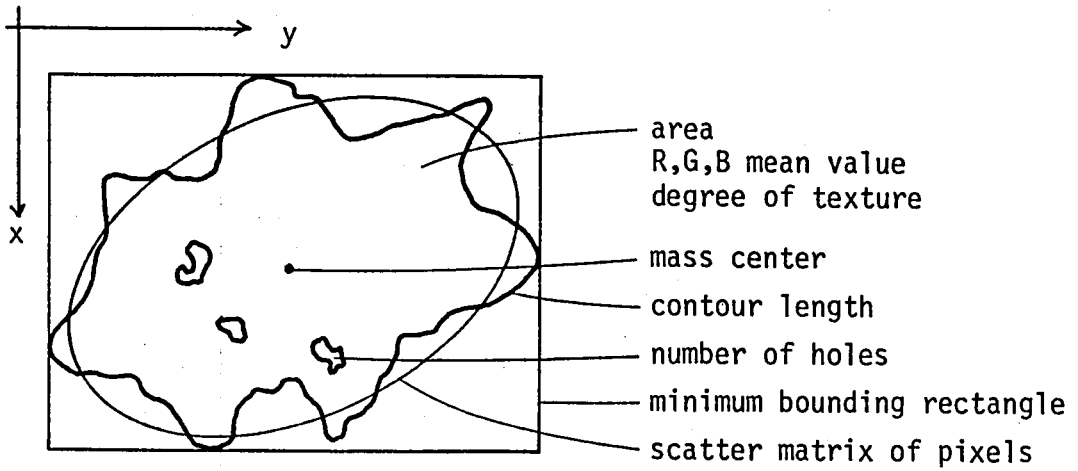 y
x
area
R,G,B mean value
degree of texture
mass center
contour length
number of holes
minimum bounding rectangle
scatter matrix of pixels